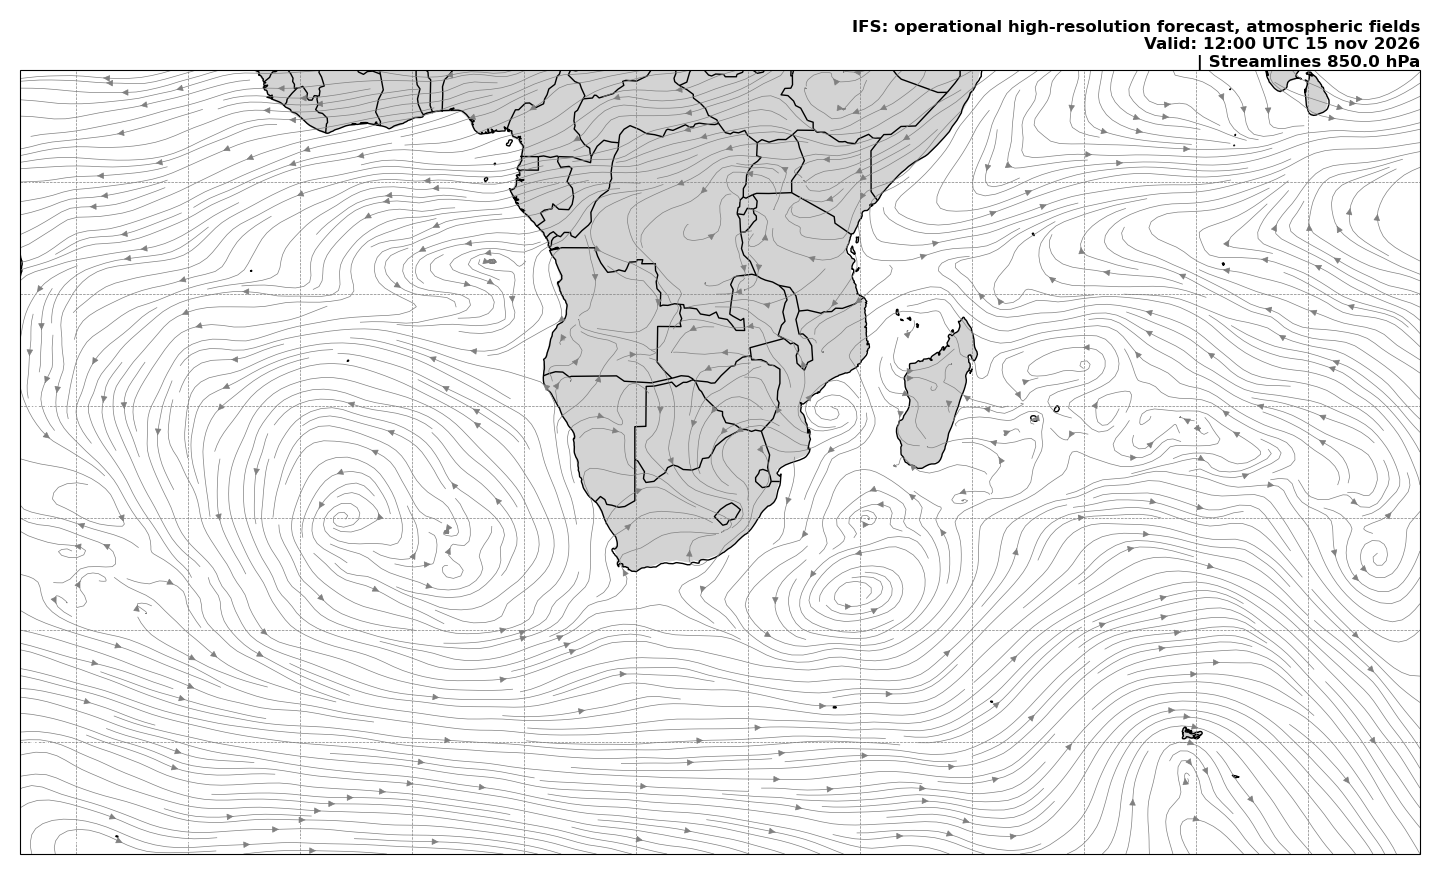 IFS: operational high-resolution forecast, atmospheric fields
Valid: 12:00 UTC 15 nov 2026
| Streamlines 850.0 hPa